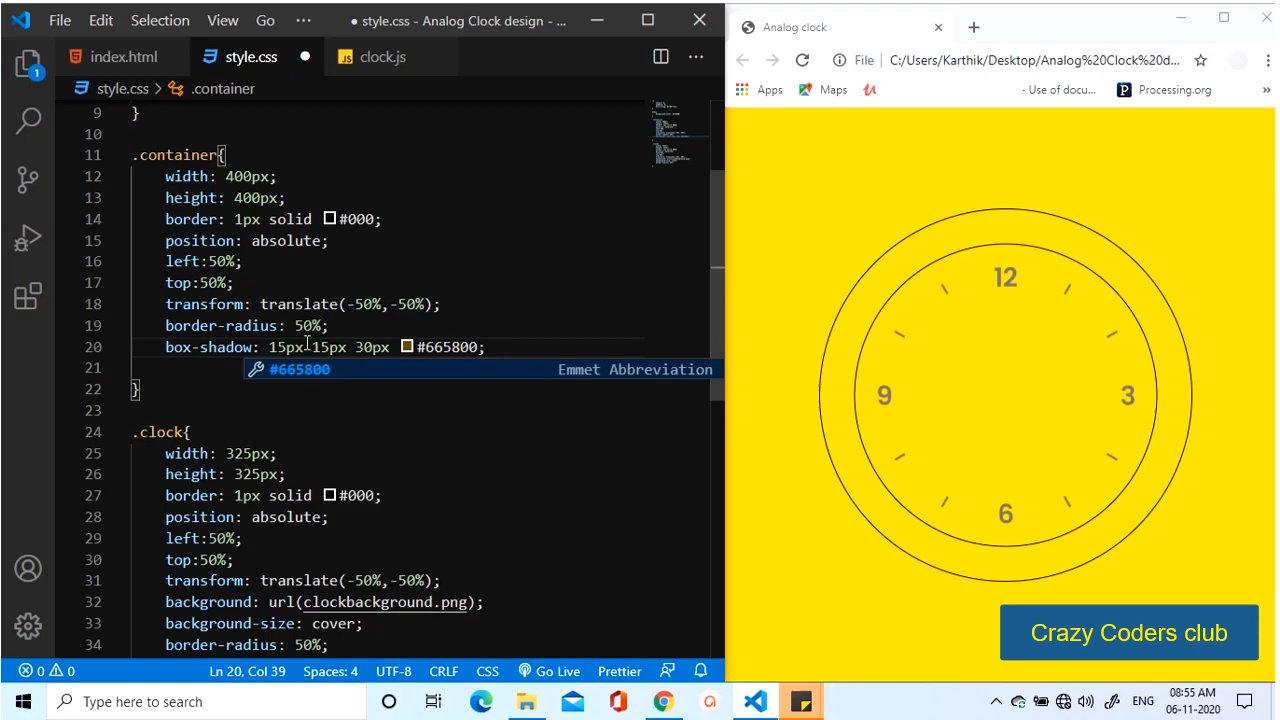 File Edit Selection View Go ··· ● style.css - Analog Clock design - ...
index.html style.css ● clock.js ···
style.css > .container
9 }
10
11 .container{
12 width: 400px;
13 height: 400px;
14 border: 1px solid #000;
15 position: absolute;
16 left:50%;
17 top:50%;
18 transform: translate(-50%,-50%);
19 border-radius: 50%;
20 box-shadow: 15px 15px 30px #665800;
#665800 Emmet Abbreviation
21
22 }
23
24 .clock{
25 width: 325px;
26 height: 325px;
27 border: 1px solid #000;
28 position: absolute;
29 left:50%;
30 top:50%;
31 transform: translate(-50%,-50%);
32 background: url(clockbackground.png);
33 background-size: cover;
34 border-radius: 50%;
1
0 0 Ln 20, Col 39 Spaces: 4 UTF-8 CRLF CSS Go Live Prettier
Analog clock
File C:/Users/Karthik/Desktop/Analog%20Clock%20d...
Apps Maps · Use of docu... Processing.org »
12
9 3
6
Crazy Coders club
Type here to search
ENG 08:55 AM
06-11-2020